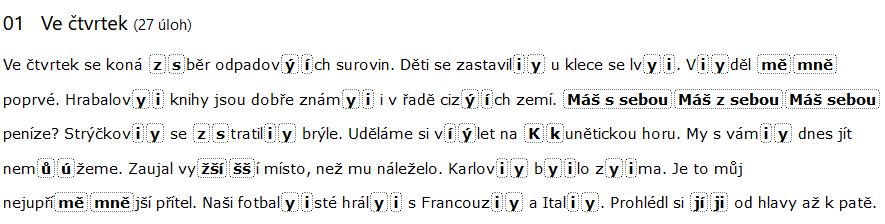 01 Ve čtvrtek (27 úloh)
Ve čtvrtek se koná z s běr odpadov ý í ch surovin. Děti se zastavil i y u klece se lv y i . V i y děl mě mně
poprvé. Hrabalov y i knihy jsou dobře znám y i i v řadě ciz ý í ch zemí. Máš s sebou Máš z sebou Máš sebou
peníze? Strýčkov i y se z s tratil i y brýle. Uděláme si v í ý let na K k unětickou horu. My s vám i y dnes jít
nem ů ú žeme. Zaujal vy žší šš í místo, než mu náleželo. Karlov i y b y i lo z y i ma. Je to můj
nejupří mě mně jší přítel. Naši fotbal y i sté hrál y i s Francouz i y a Ital i y . Prohlédl si jí ji od hlavy až k patě.